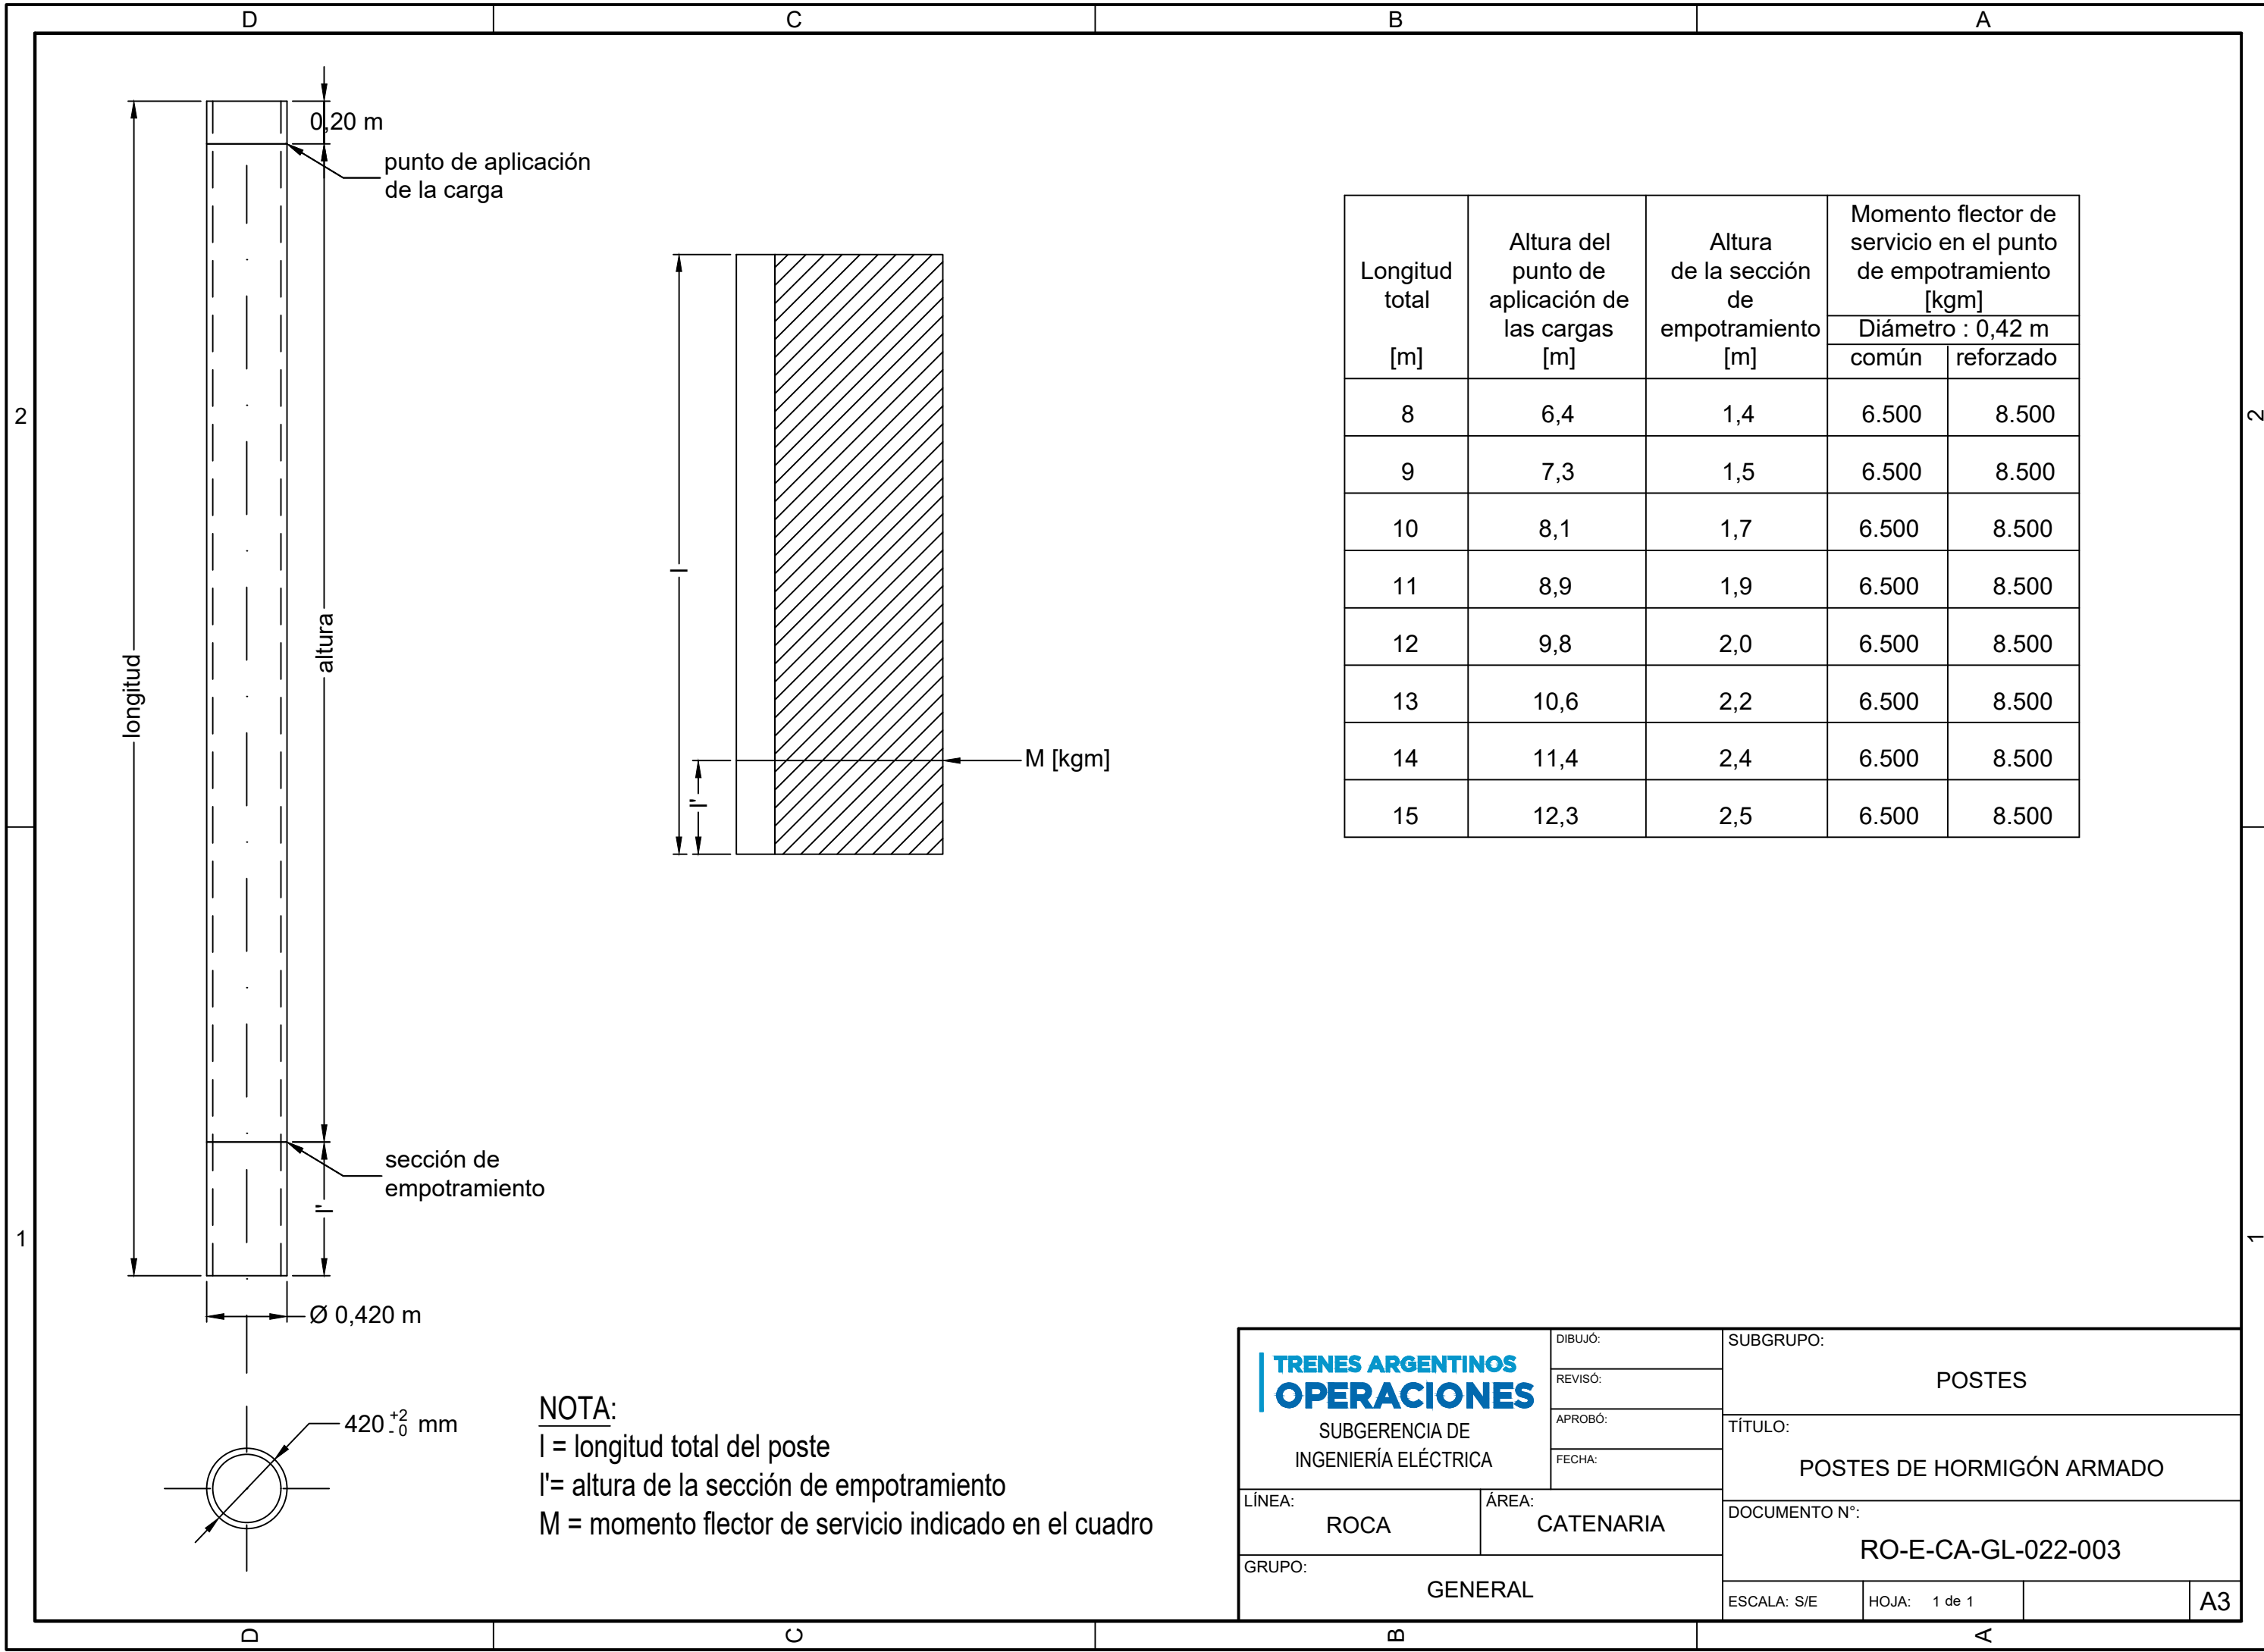 D
C
B
A
0,20 m
punto de aplicación
de la carga
longitud
altura
l
l'
M [kgm]
sección de
empotramiento
l'
Ø 0,420 m
420 +2 -0 mm
Longitud
total
[m]
Altura del
punto de
aplicación de
las cargas
[m]
Altura
de la sección
de
empotramiento
[m]
Momento flector de
servicio en el punto
de empotramiento
[kgm]
Diámetro : 0,42 m
común reforzado
8 6,4 1,4 6.500 8.500
9 7,3 1,5 6.500 8.500
10 8,1 1,7 6.500 8.500
11 8,9 1,9 6.500 8.500
12 9,8 2,0 6.500 8.500
13 10,6 2,2 6.500 8.500
14 11,4 2,4 6.500 8.500
15 12,3 2,5 6.500 8.500
2
2
1
1
NOTA:
l = longitud total del poste
l'= altura de la sección de empotramiento
M = momento flector de servicio indicado en el cuadro
TRENES ARGENTINOS
OPERACIONES
SUBGERENCIA DE
INGENIERÍA ELÉCTRICA
DIBUJÓ:
REVISÓ:
APROBÓ:
FECHA:
SUBGRUPO:
POSTES
TÍTULO:
POSTES DE HORMIGÓN ARMADO
LÍNEA:
ROCA
ÁREA:
CATENARIA
DOCUMENTO N°:
RO-E-CA-GL-022-003
GRUPO:
GENERAL
ESCALA: S/E
HOJA: 1 de 1
A3
D
C
B
A